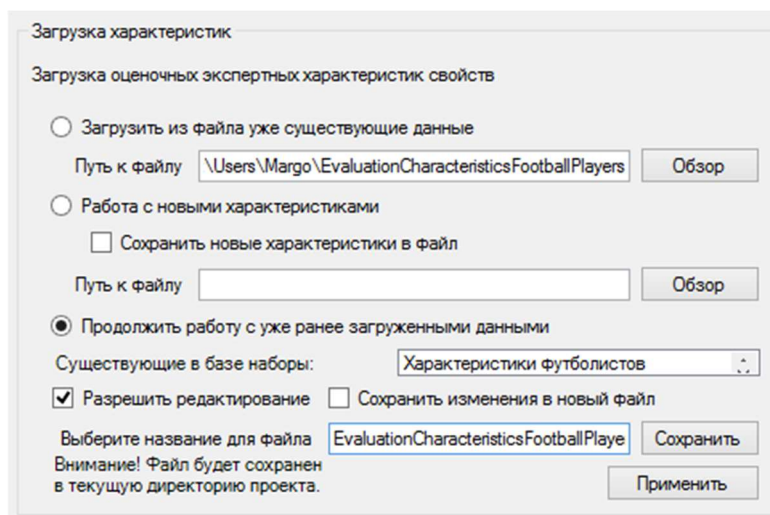 Загрузка характеристик
Загрузка оценочных экспертных характеристик свойств
Загрузить из файла уже существующие данные
Путь к файлу \Users\Margo\EvaluationCharacteristicsFootballPlayers Обзор
Работа с новыми характеристиками
Сохранить новые характеристики в файл
Путь к файлу Обзор
Продолжить работу с уже ранее загруженными данными
Существующие в базе наборы: Характеристики футболистов
Разрешить редактирование Сохранить изменения в новый файл
Выберите название для файла EvaluationCharacteristicsFootballPlaye Сохранить
Внимание! Файл будет сохранен
в текущую директорию проекта. Применить